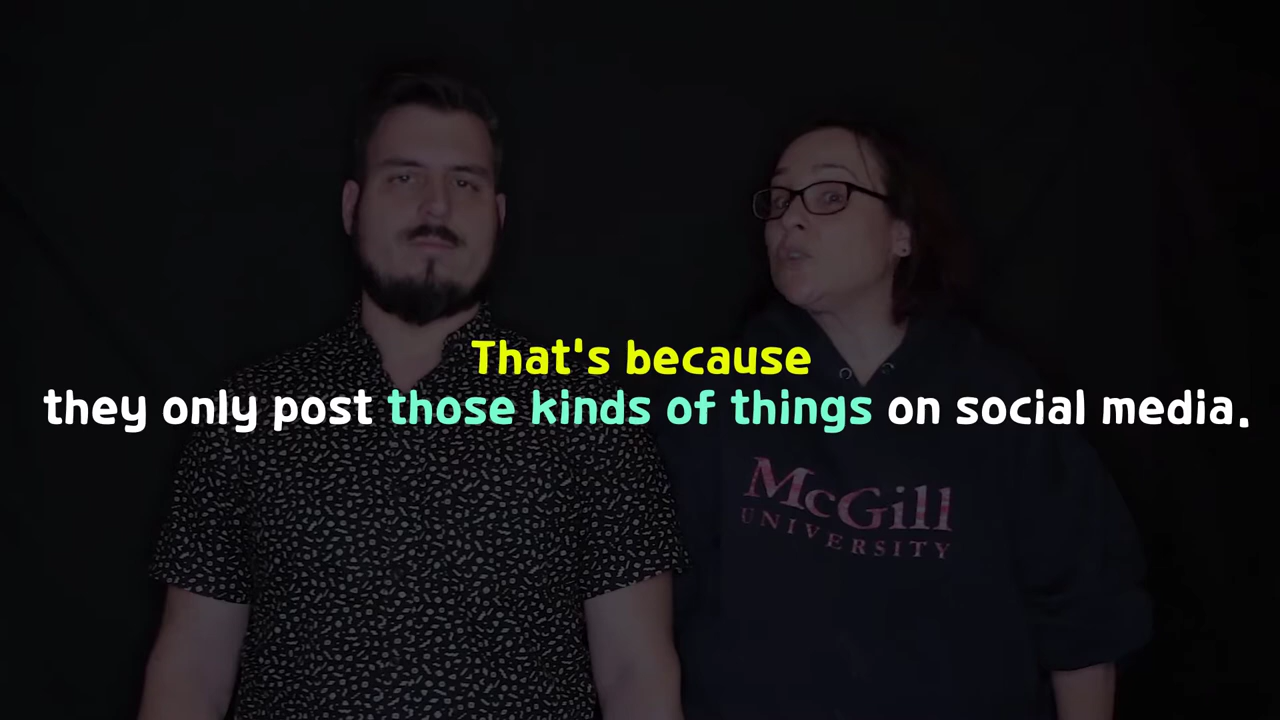 That's because
they only post those kinds of things on social media.
McGill
UNIVERSITY